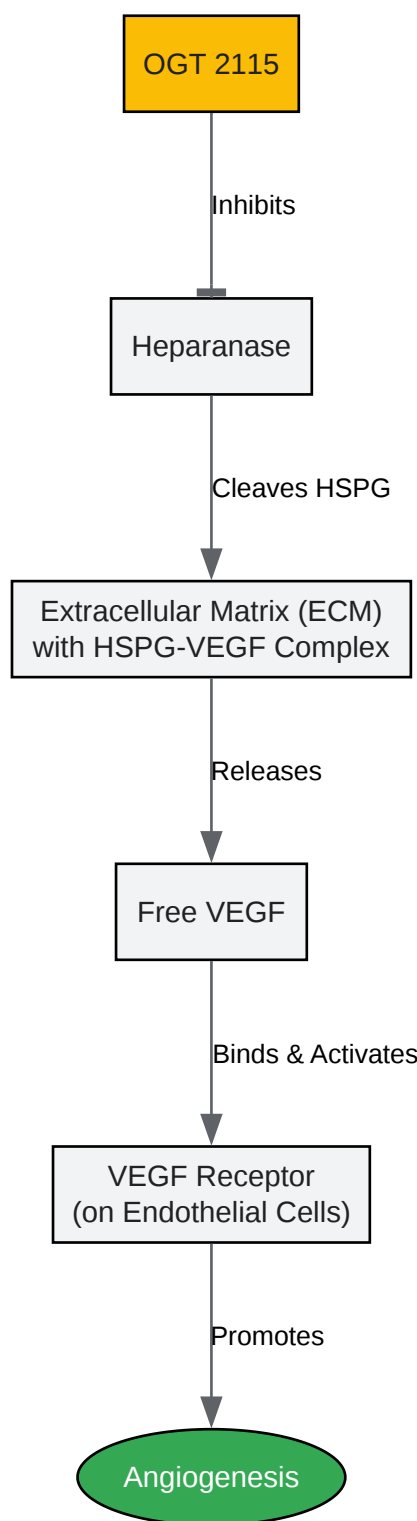 OGT 2115
Inhibits
Heparanase
Cleaves HSPG
Extracellular Matrix (ECM)
with HSPG-VEGF Complex
Releases
Free VEGF
Binds & Activates
VEGF Receptor
(on Endothelial Cells)
Promotes
Angiogenesis